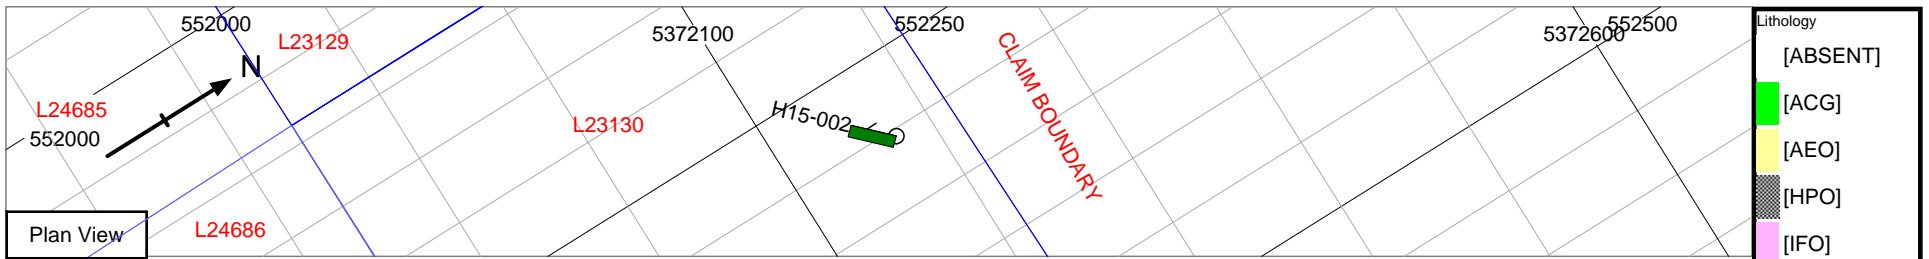 552000
5372100
552250
5372600
552500
L23129
N
CLAIM BOUNDARY
L24685
552000
L23130
H15-002
L24686
Plan View
Lithology
[ABSENT]
[ACG]
[AEO]
[HPO]
[IFO]